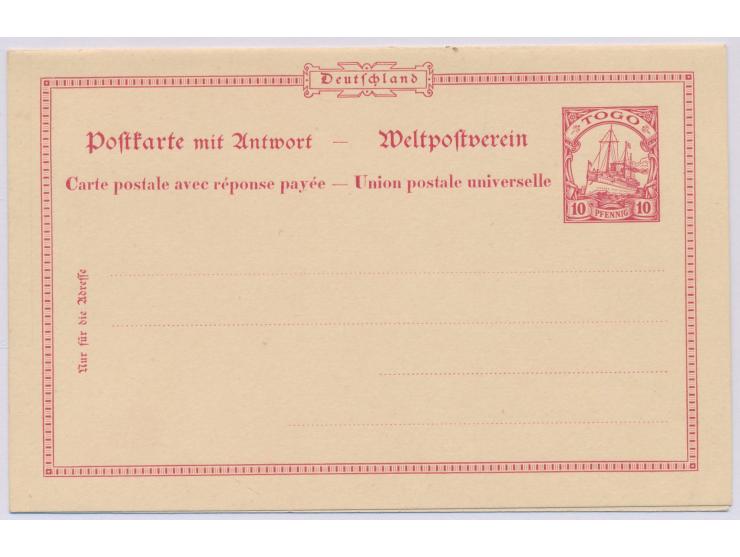 Deutſchland
Poſtkarte mit Antwort — Weltpoſtverein
Carte postale avec réponse payée — Union postale universelle
TOGO
10 PFENNIG 10
Nur für die Adreſſe